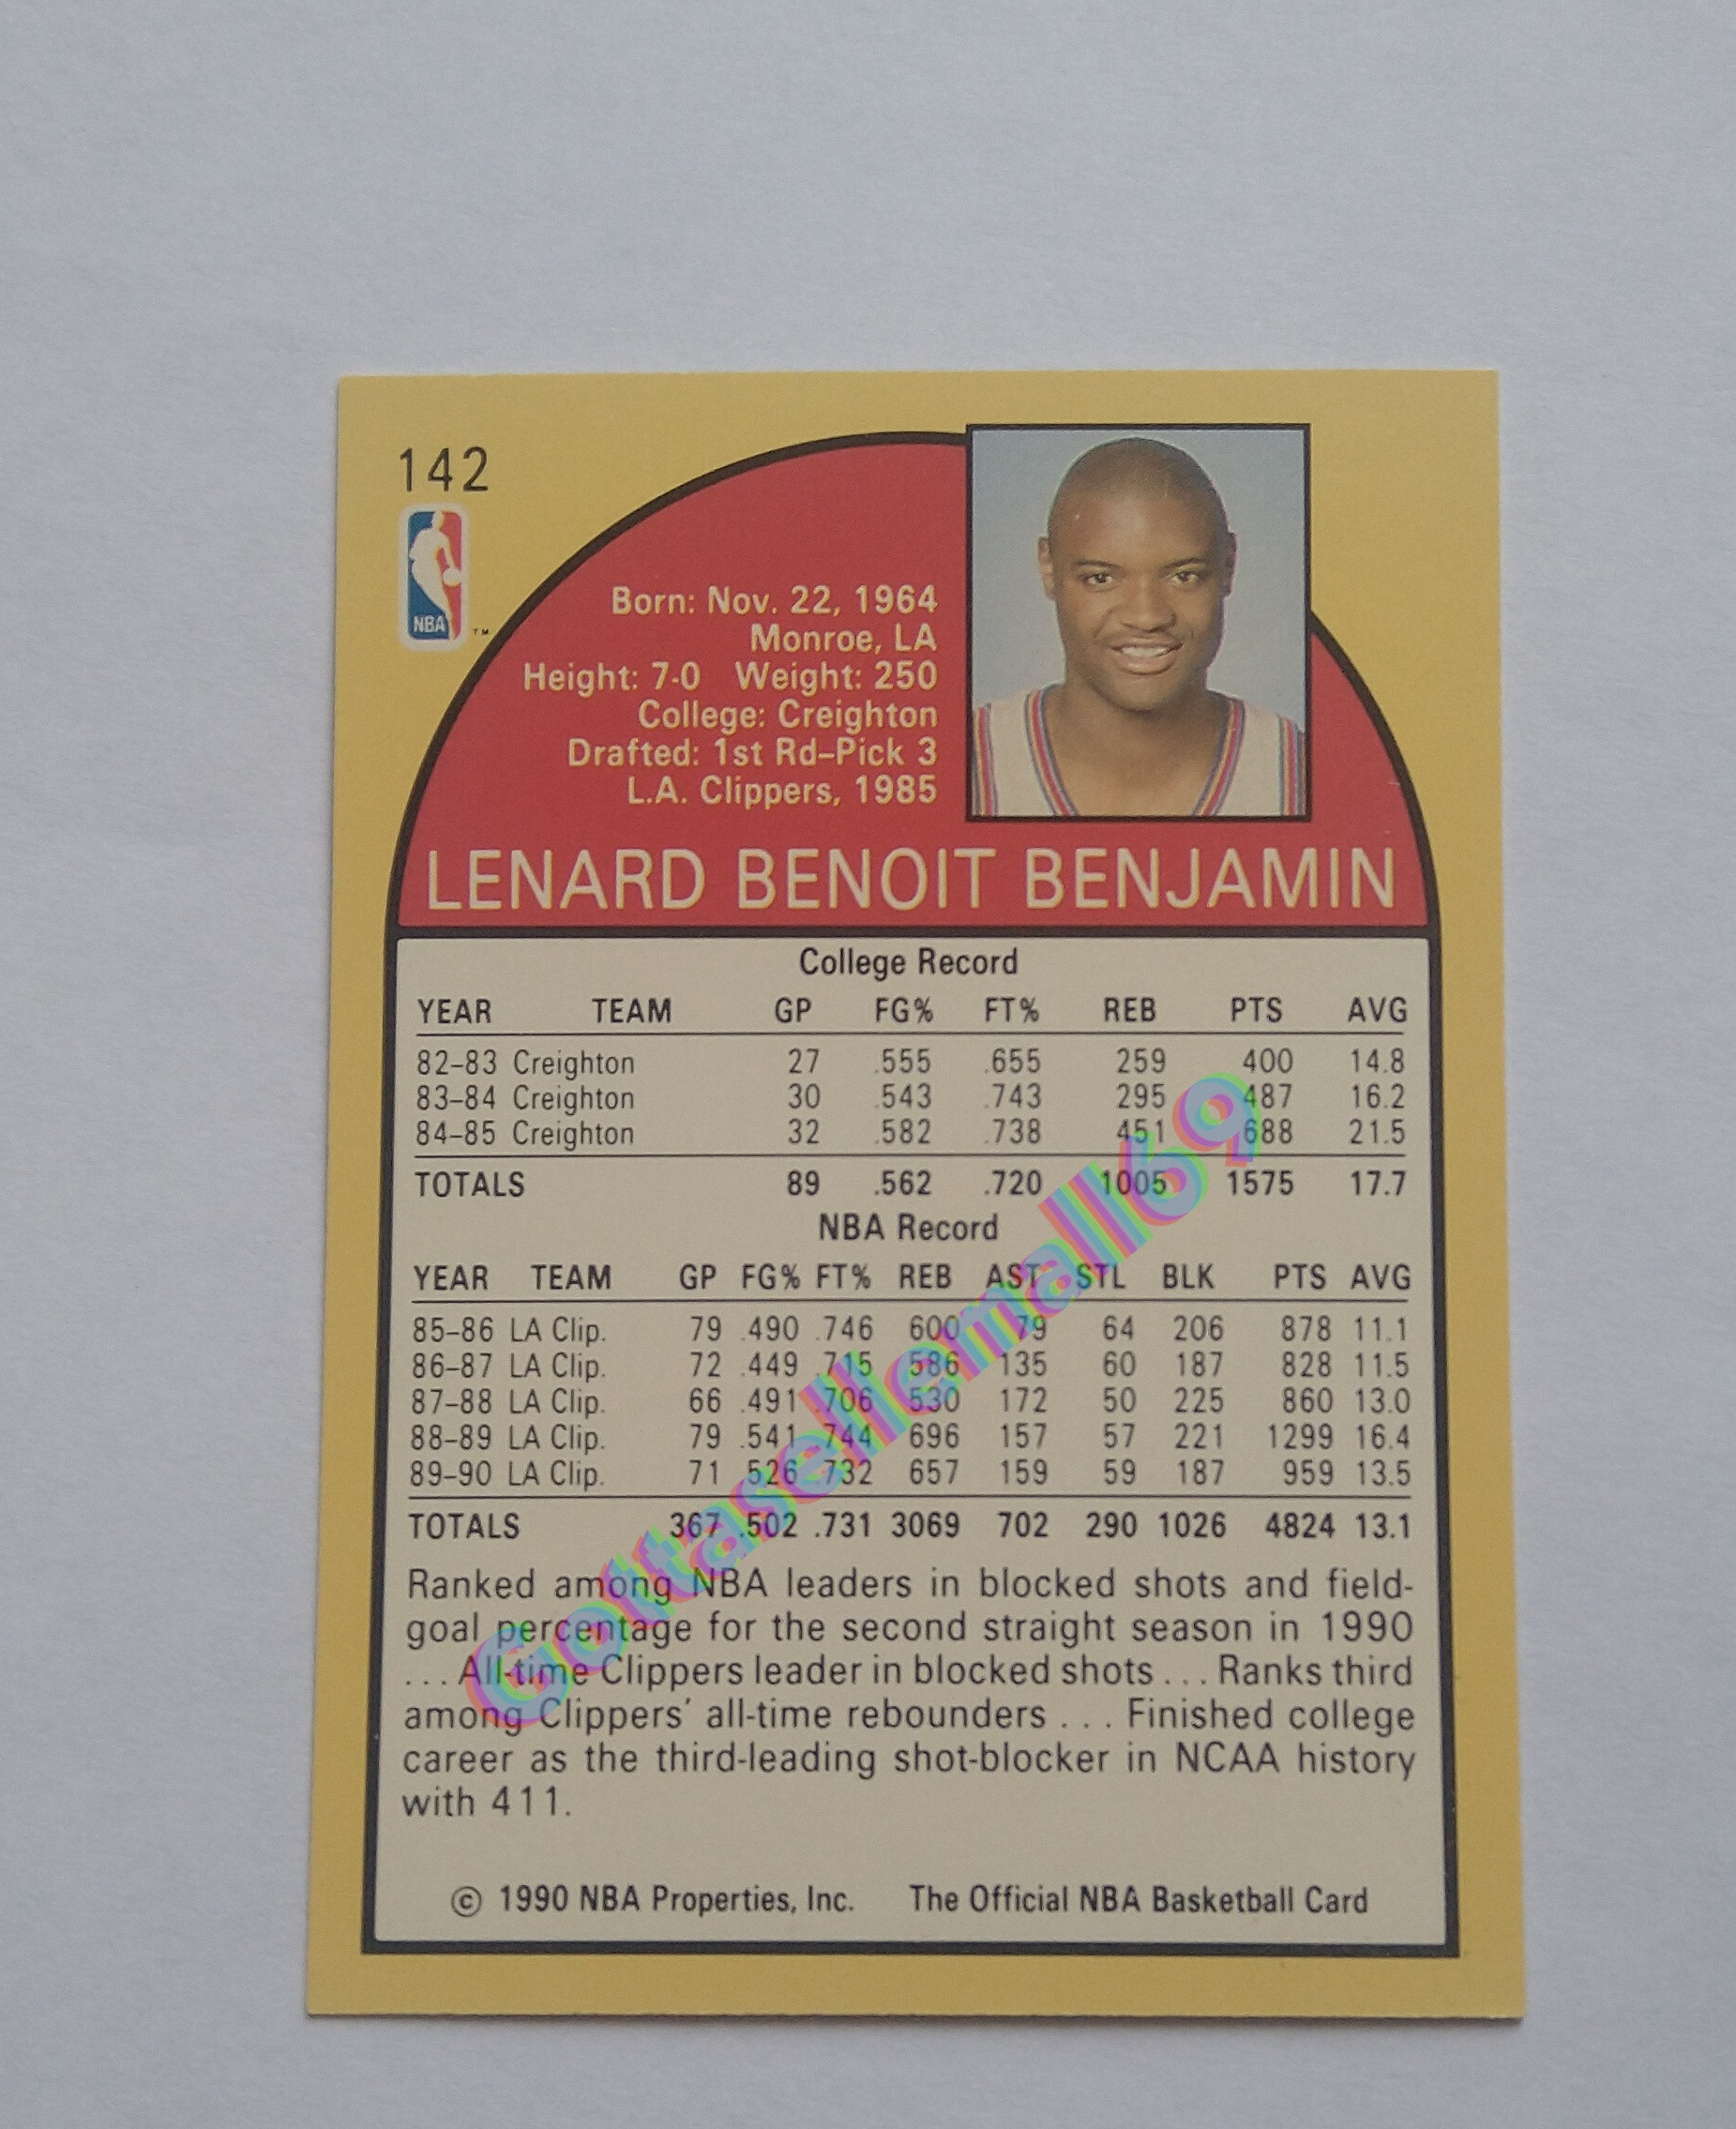 142
NBA
TM
Born: Nov. 22, 1964
Monroe, LA
Height: 7-0 Weight: 250
College: Creighton
Drafted: 1st Rd–Pick 3
L.A. Clippers, 1985
LENARD BENOIT BENJAMIN
College Record
YEAR TEAM GP FG% FT% REB PTS AVG
82–83 Creighton 27 .555 .655 259 400 14.8
83–84 Creighton 30 .543 .743 295 487 16.2
84–85 Creighton 32 .582 .738 451 688 21.5
TOTALS 89 .562 .720 1005 1575 17.7
NBA Record
YEAR TEAM GP FG% FT% REB AST STL BLK PTS AVG
85–86 LA Clip. 79 .490 .746 600 79 64 206 878 11.1
86–87 LA Clip. 72 .449 .715 586 135 60 187 828 11.5
87–88 LA Clip. 66 .491 .706 530 172 50 225 860 13.0
88–89 LA Clip. 79 .541 .744 696 157 57 221 1299 16.4
89–90 LA Clip. 71 .526 .732 657 159 59 187 959 13.5
TOTALS 367 .502 .731 3069 702 290 1026 4824 13.1
Ranked among NBA leaders in blocked shots and field-
goal percentage for the second straight season in 1990
... All-time Clippers leader in blocked shots ... Ranks third
among Clippers' all-time rebounders ... Finished college
career as the third-leading shot-blocker in NCAA history
with 411.
© 1990 NBA Properties, Inc. The Official NBA Basketball Card
Gottasellemall69